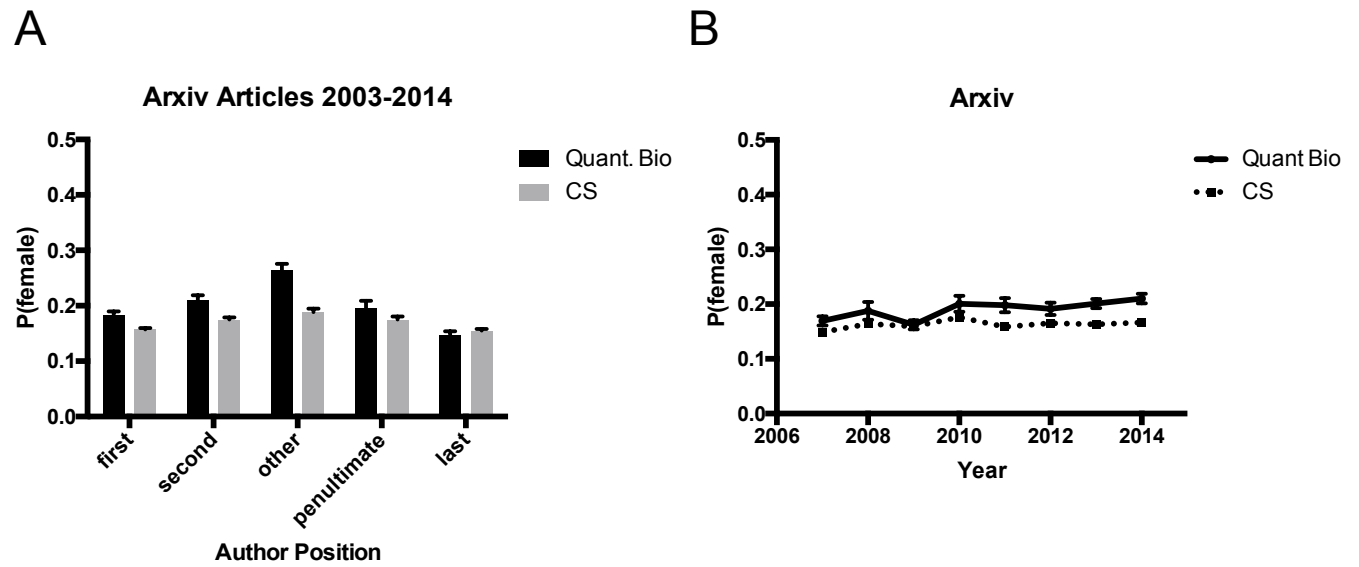 A
Arxiv Articles 2003-2014
P(female)
0.5
0.4
0.3
0.2
0.1
0.0
first
second
other
penultimate
last
Author Position
Quant. Bio
CS
B
Arxiv
P(female)
0.5
0.4
0.3
0.2
0.1
0.0
2006
2008
2010
2012
2014
Year
Quant Bio
CS